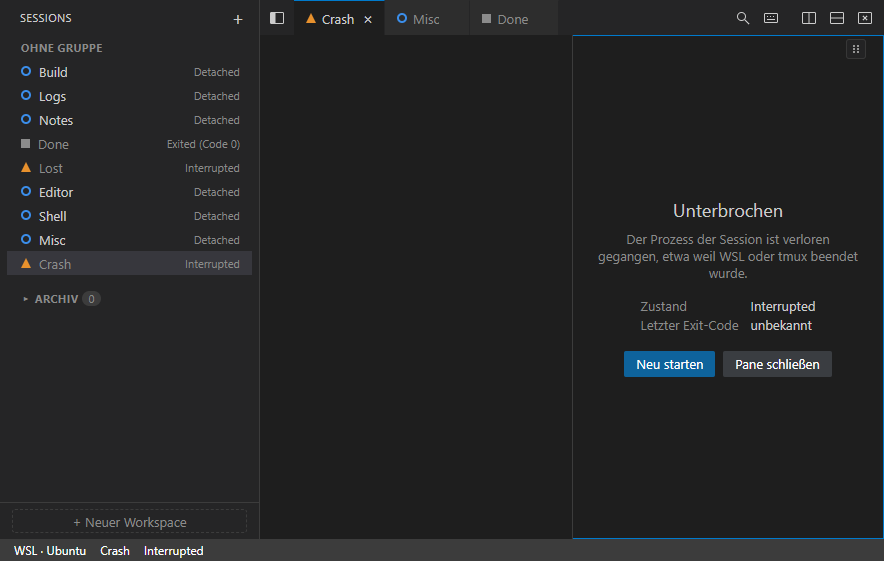 SESSIONS +
Crash ×
Misc
Done
OHNE GRUPPE
Build Detached
Logs Detached
Notes Detached
Done Exited (Code 0)
Lost Interrupted
Editor Detached
Shell Detached
Misc Detached
Crash Interrupted
ARCHIV 0
+ Neuer Workspace
Unterbrochen
Der Prozess der Session ist verloren
gegangen, etwa weil WSL oder tmux beendet
wurde.
Zustand Interrupted
Letzter Exit-Code unbekannt
Neu starten Pane schließen
WSL · Ubuntu Crash Interrupted